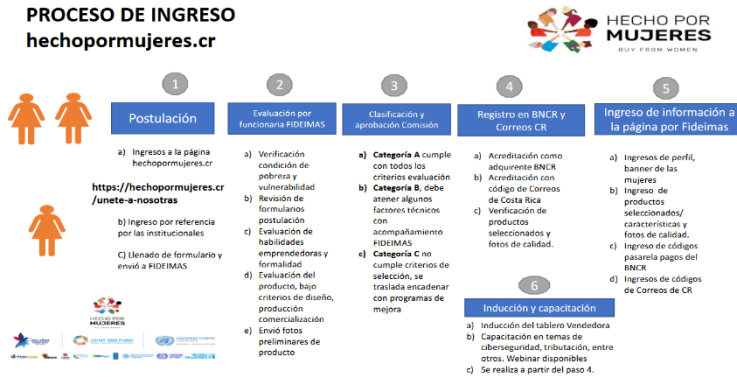 PROCESO DE INGRESO
hechopormujeres.cr
HECHO POR
MUJERES
BUY FROM WOMEN
1
Postulación
a) Ingresos a la página
hechopormujeres.cr
https://hechopormujeres.cr
/unete-a-nosotras
b) Ingreso por referencia
por las institucionales
C) Llenado de formulario y
envió a FIDEIMAS
2
Evaluación por
funcionaria FIDEIMAS
a) Verificación
condición de
pobreza y
vulnerabilidad
b) Revisión de
formularios
postulación
c) Evaluación de
habilidades
emprendedoras y
formalidad
d) Evaluación del
producto, bajo
criterios de diseño,
producción
comercialización
e) Envió fotos
preliminares de
producto
3
Clasificación y
aprobación Comisión
a) Categoría A cumple
con todos los
criterios evaluación
b) Categoría B, debe
atener algunos
factores técnicos
con
acompañamiento
FIDEIMAS
c) Categoría C no
cumple criterios de
selección, se
traslada encadenar
con programas de
mejora
4
Registro en BNCR y
Correos CR
a) Acreditación como
adquirente BNCR
b) Acreditación con
código de Correos
de Costa Rica
c) Verificación de
productos
seleccionados y
fotos de calidad.
5
Ingreso de información a
la página por Fideimas
a) Ingresos de perfil,
banner de las
mujeres
b) Ingreso de
productos
seleccionados/
características y
fotos de calidad.
c) Ingreso de códigos
pasarela pagos del
BNCR
d) Ingresos de códigos
de Correos de CR
6
Inducción y capacitación
a) Inducción del tablero Vendedora
b) Capacitación en temas de
ciberseguridad, tributación, entre
otros. Webinar disponibles
c) Se realiza a partir del paso 4.
HECHO POR
MUJERES
JOINT SDG FUND